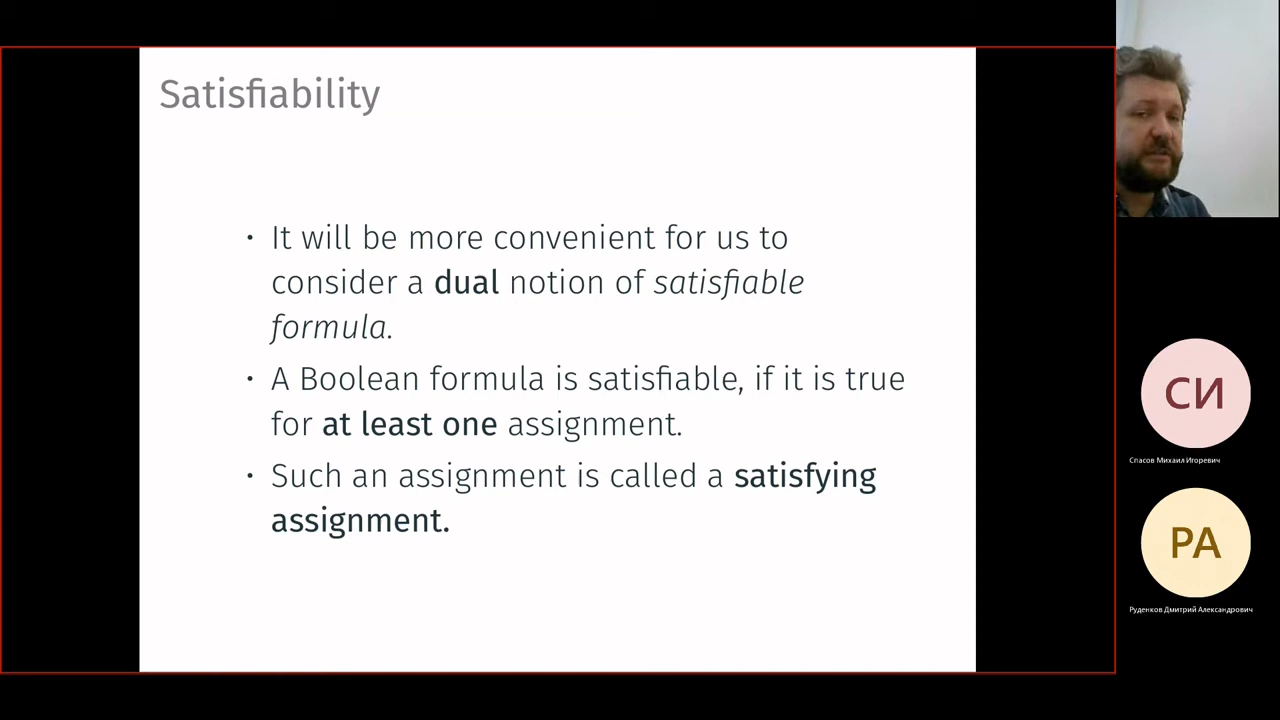 Satisfiability
• It will be more convenient for us to
consider a dual notion of satisfiable
formula.
• A Boolean formula is satisfiable, if it is true
for at least one assignment.
• Such an assignment is called a satisfying
assignment.
СИ
Спасов Михаил Игоревич
РА
Руденков Дмитрий Александрович